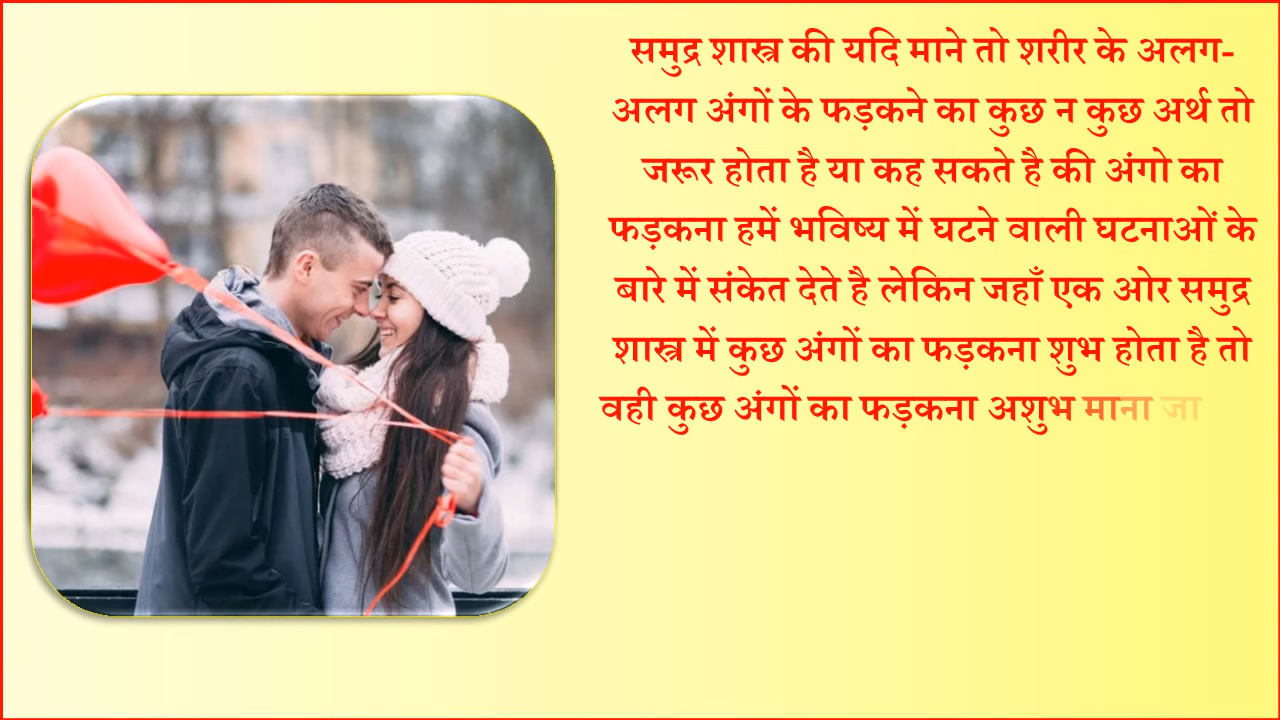 समुद्र शास्त्र की यदि माने तो शरीर के अलग-
अलग अंगों के फड़कने का कुछ न कुछ अर्थ तो
जरूर होता है या कह सकते है की अंगो का
फड़कना हमें भविष्य में घटने वाली घटनाओं के
बारे में संकेत देते है लेकिन जहाँ एक ओर समुद्र
शास्त्र में कुछ अंगों का फड़कना शुभ होता है तो
वही कुछ अंगों का फड़कना अशुभ माना जा